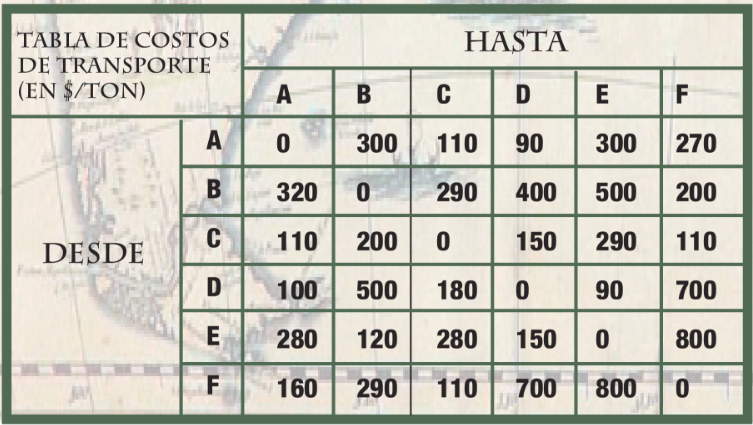 TABLA DE COSTOS
DE TRANSPORTE
(EN $/TON)
HASTA
A B C D E F
DESDE
A 0 300 110 90 300 270
B 320 0 290 400 500 200
C 110 200 0 150 290 110
D 100 500 180 0 90 700
E 280 120 280 150 0 800
F 160 290 110 700 800 0